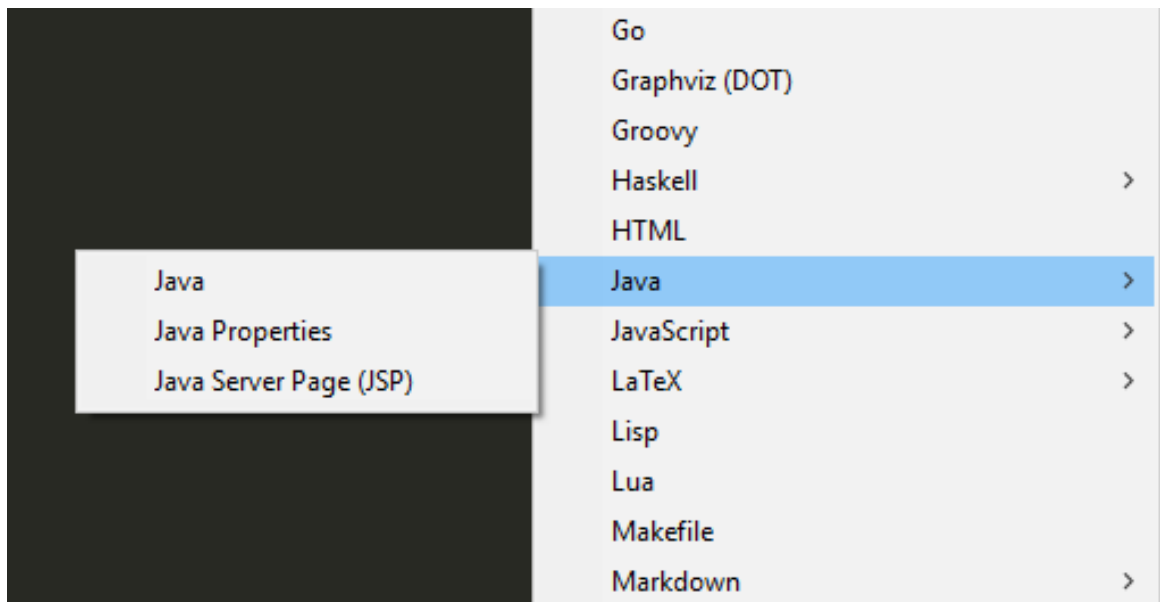 Go
Graphviz (DOT)
Groovy
Haskell
HTML
Java
JavaScript
LaTeX
Lisp
Lua
Makefile
Markdown
Java
Java Properties
Java Server Page (JSP)